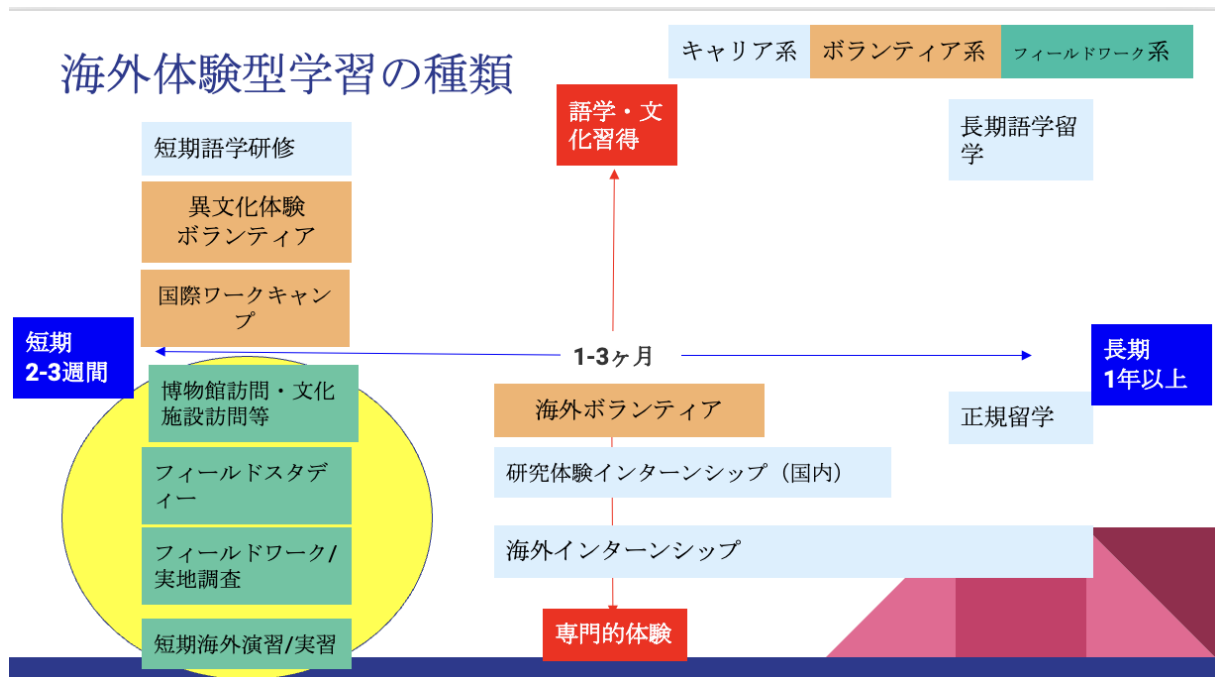 海外体験型学習の種類
キャリア系
ボランティア系
フィールドワーク系
語学・文
化習得
短期語学研修
長期語学留
学
異文化体験
ボランティア
国際ワークキャン
プ
短期
2-3週間
1-3ヶ月
長期
1年以上
博物館訪問・文化
施設訪問等
海外ボランティア
正規留学
フィールドスタデ
ィー
研究体験インターンシップ（国内）
フィールドワーク/
実地調査
海外インターンシップ
短期海外演習/実習
専門的体験